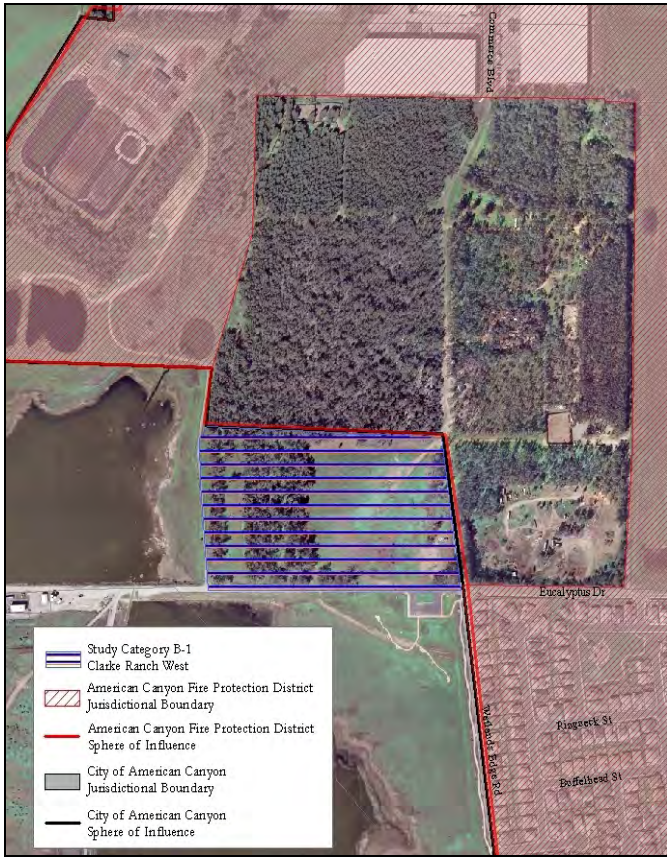 Commerce Blvd
Eucalyptus Dr
Ringneck St
Wetlands Edge Rd
Buffelhead St
Study Category B-1
Clarke Ranch West
American Canyon Fire Protection District
Jurisdictional Boundary
American Canyon Fire Protection District
Sphere of Influence
City of American Canyon
Jurisdictional Boundary
City of American Canyon
Sphere of Influence